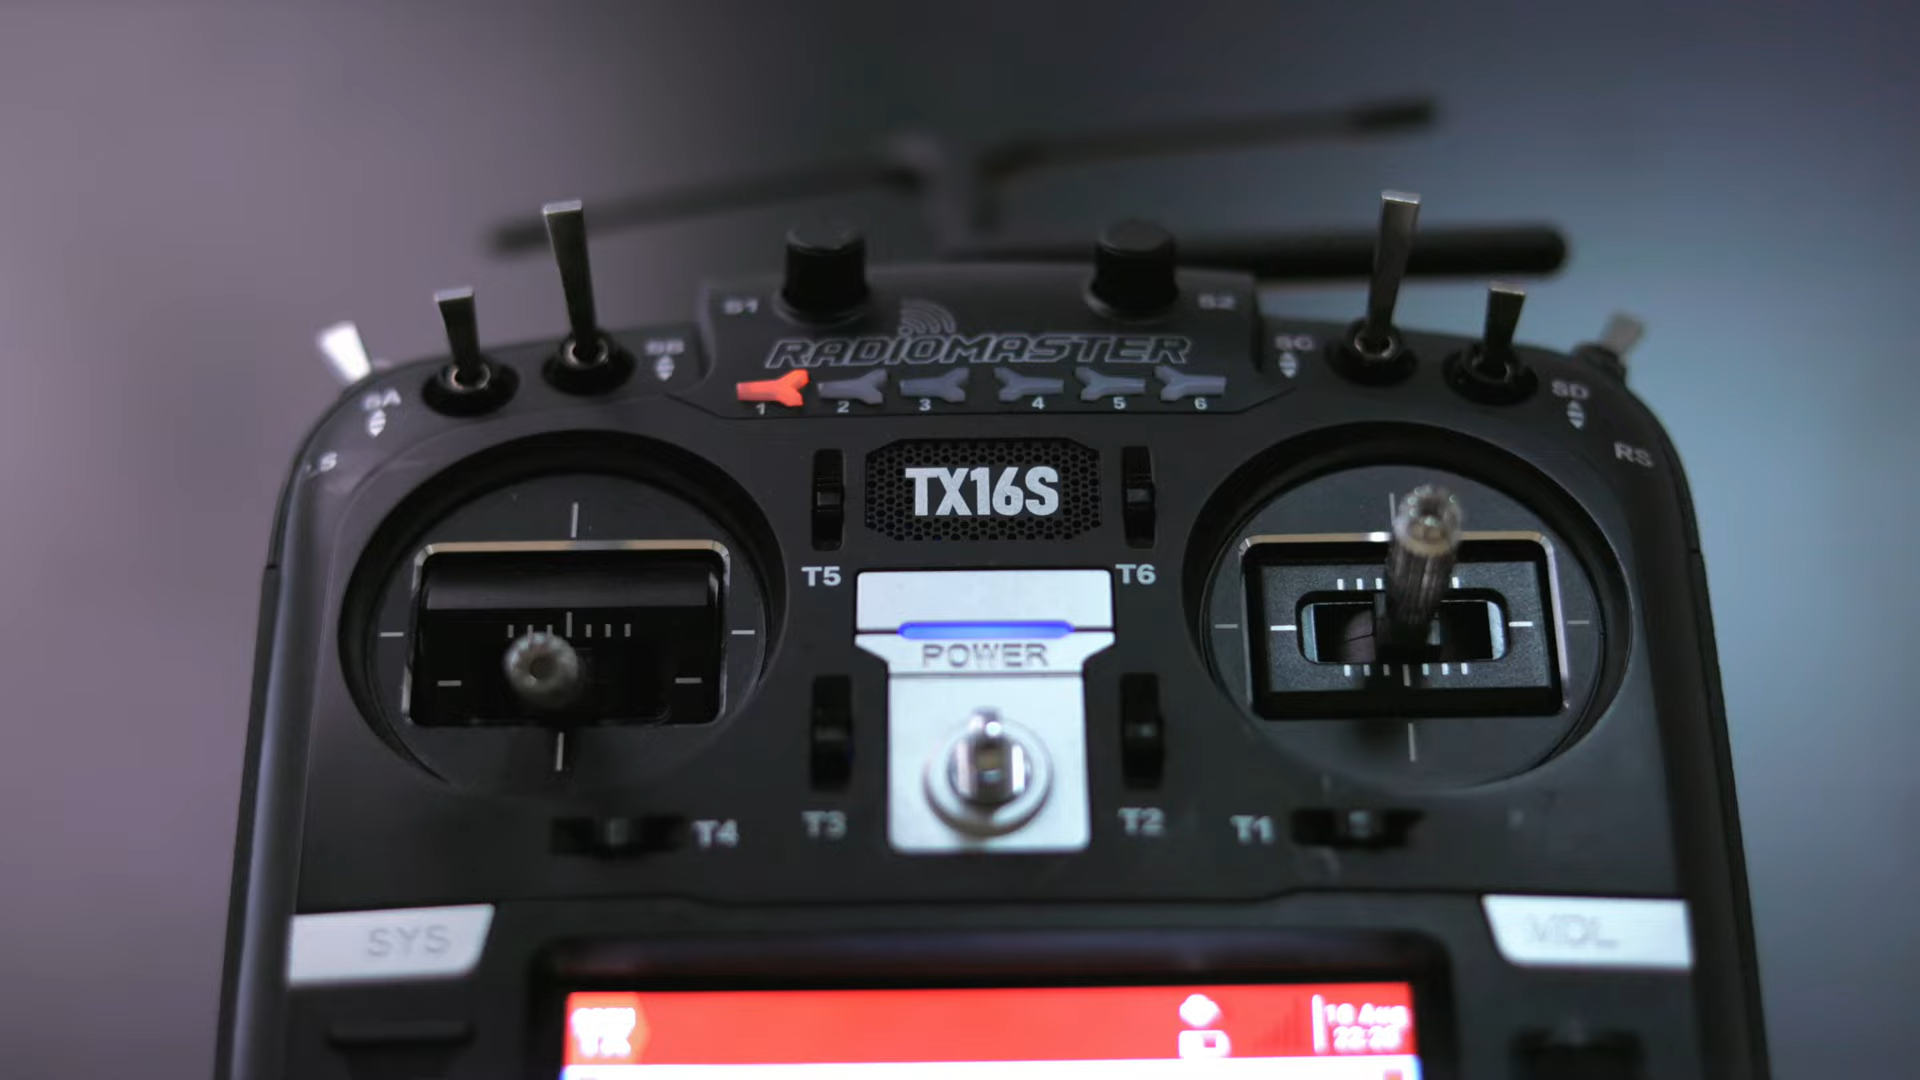 S1
S2
RADIOMASTER
SB
SC
1 2 3 4 5 6
SA
SD
RS
TX16S
T5
T6
POWER
T4
T3
T2
T1
SYS
MDL
TX